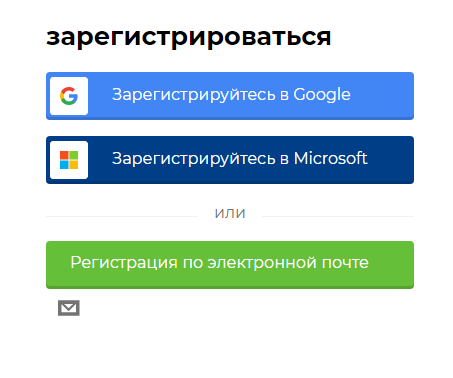 зарегистрироваться
Зарегистрируйтесь в Google
Зарегистрируйтесь в Microsoft
или
Регистрация по электронной почте